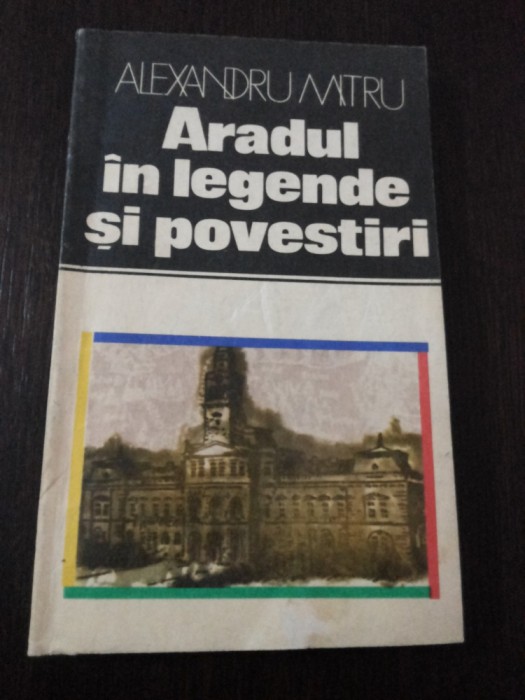 ALEXANDRU MITRU
Aradul
în legende
și povestiri